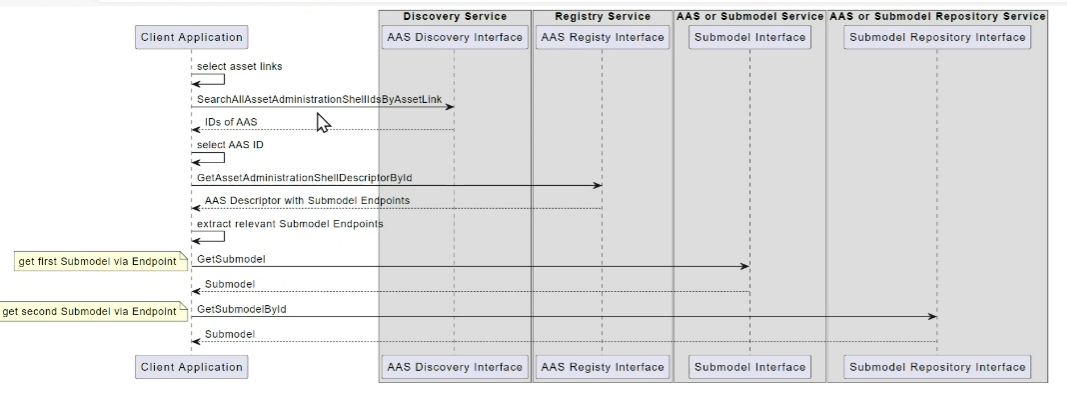 Discovery Service
Registry Service
AAS or Submodel Service
AAS or Submodel Repository Service
Client Application
AAS Discovery Interface
AAS Registy Interface
Submodel Interface
Submodel Repository Interface
select asset links
SearchAllAssetAdministrationShellIdsByAssetLink
IDs of AAS
select AAS ID
GetAssetAdministrationShellDescriptorById
AAS Descriptor with Submodel Endpoints
extract relevant Submodel Endpoints
get first Submodel via Endpoint
GetSubmodel
Submodel
get second Submodel via Endpoint
GetSubmodelById
Submodel
Client Application
AAS Discovery Interface
AAS Registy Interface
Submodel Interface
Submodel Repository Interface